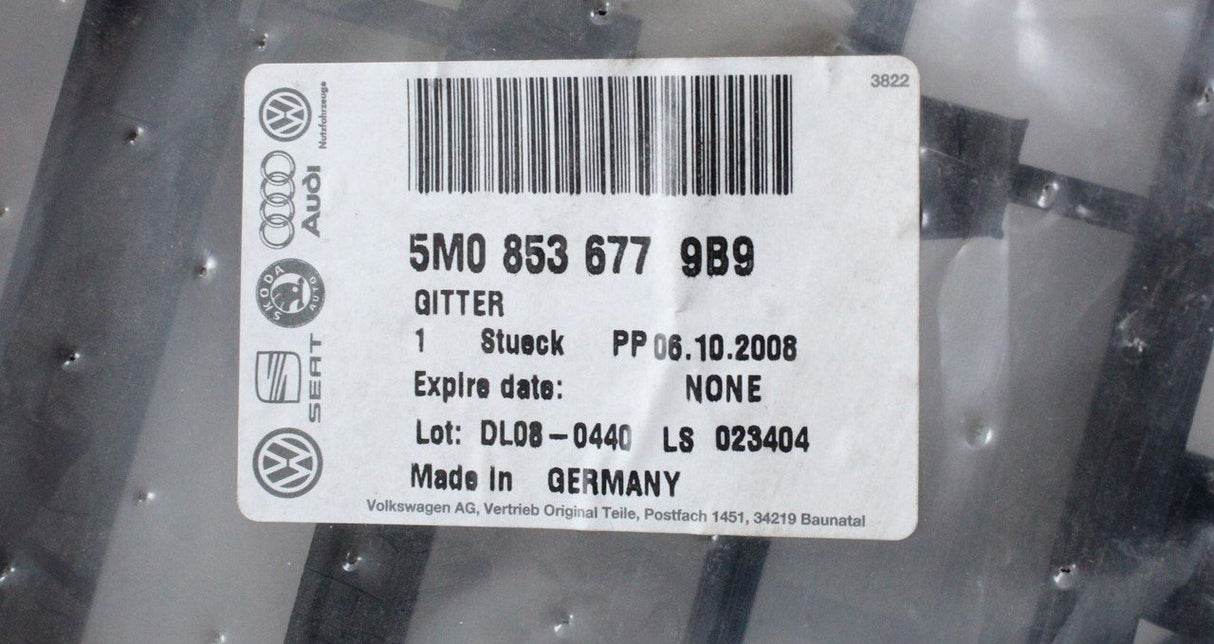 3822
Nutzfahrzeuge
Audi
SKODA AUTO
SEAT
5M0 853 677 9B9
GITTER
1 Stueck PP 06.10.2008
Expire date: NONE
Lot: DL08-0440 LS 023404
Made in GERMANY
Volkswagen AG, Vertrieb Original Teile, Postfach 1451, 34219 Baunatal